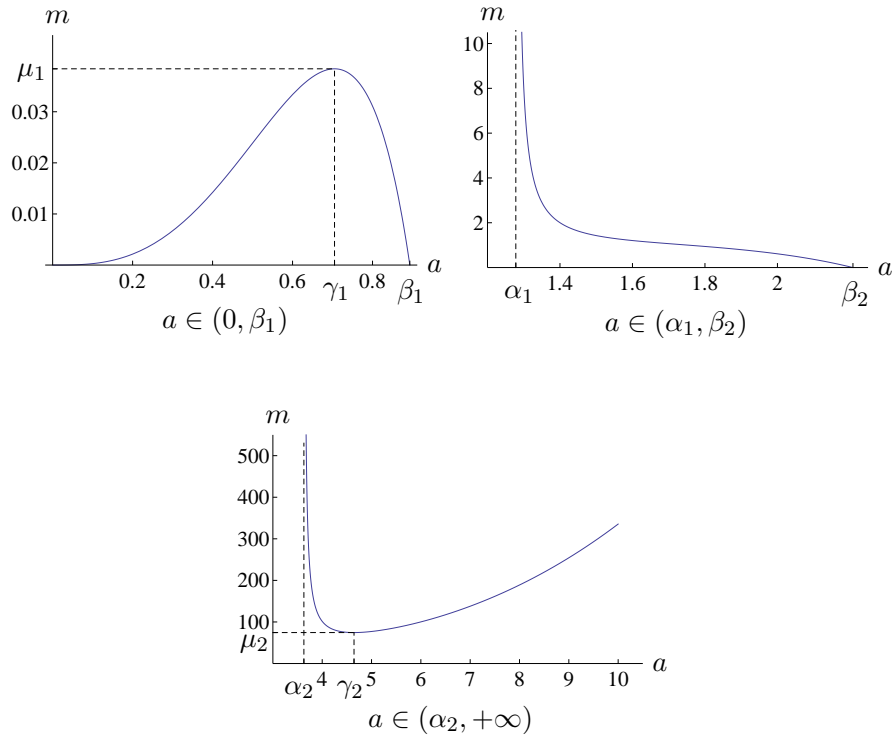 m
μ₁
0.03
0.02
0.01
0.2 0.4 0.6 γ₁ 0.8 β₁ a
a ∈ (0, β₁)
m
10
8
6
4
2
α₁ 1.4 1.6 1.8 2 β₂ a
a ∈ (α₁, β₂)
m
500
400
300
200
100
μ₂
α₂ 4 γ₂ 5 6 7 8 9 10 a
a ∈ (α₂, +∞)